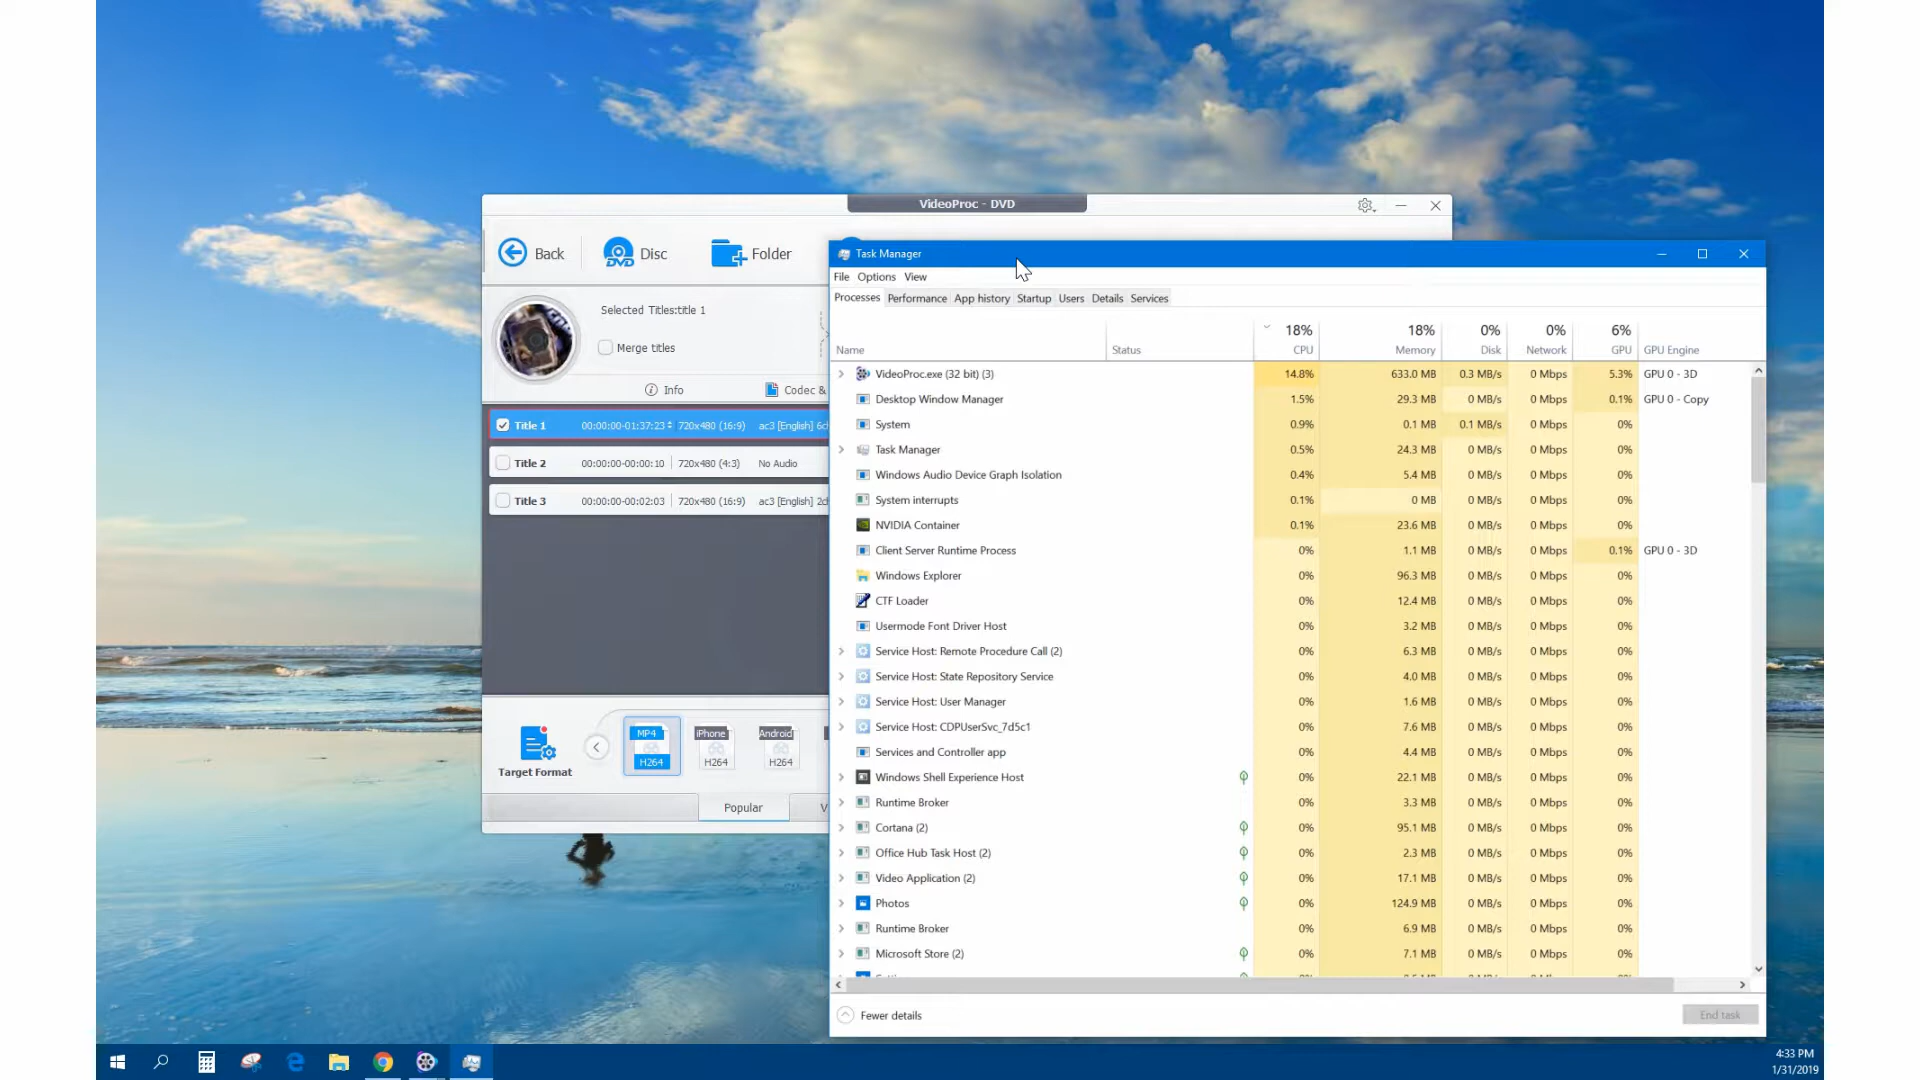 VideoProc - DVD
Back
Disc
Folder
Selected Titles:title 1
Merge titles
Info
Codec &
Title 1 00:00:00-01:37:23 720x480 (16:9) ac3 [English] 6c
Title 2 00:00:00-00:00:10 720x480 (4:3) No Audio
Title 3 00:00:00-00:02:03 720x480 (16:9) ac3 [English] 2c
Target Format
MP4
H264
iPhone
H264
Android
H264
Popular
V
Task Manager
File Options View
Processes Performance App history Startup Users Details Services
18% 18% 0% 0% 6%
Name Status CPU Memory Disk Network GPU GPU Engine
VideoProc.exe (32 bit) (3) 14.8% 633.0 MB 0.3 MB/s 0 Mbps 5.3% GPU 0 - 3D
Desktop Window Manager 1.5% 29.3 MB 0 MB/s 0 Mbps 0.1% GPU 0 - Copy
System 0.9% 0.1 MB 0.1 MB/s 0 Mbps 0%
Task Manager 0.5% 24.3 MB 0 MB/s 0 Mbps 0%
Windows Audio Device Graph Isolation 0.4% 5.4 MB 0 MB/s 0 Mbps 0%
System interrupts 0.1% 0 MB 0 MB/s 0 Mbps 0%
NVIDIA Container 0.1% 23.6 MB 0 MB/s 0 Mbps 0%
Client Server Runtime Process 0% 1.1 MB 0 MB/s 0 Mbps 0.1% GPU 0 - 3D
Windows Explorer 0% 96.3 MB 0 MB/s 0 Mbps 0%
CTF Loader 0% 12.4 MB 0 MB/s 0 Mbps 0%
Usermode Font Driver Host 0% 3.2 MB 0 MB/s 0 Mbps 0%
Service Host: Remote Procedure Call (2) 0% 6.3 MB 0 MB/s 0 Mbps 0%
Service Host: State Repository Service 0% 4.0 MB 0 MB/s 0 Mbps 0%
Service Host: User Manager 0% 1.6 MB 0 MB/s 0 Mbps 0%
Service Host: CDPUserSvc_7d5c1 0% 7.6 MB 0 MB/s 0 Mbps 0%
Services and Controller app 0% 4.4 MB 0 MB/s 0 Mbps 0%
Windows Shell Experience Host 0% 22.1 MB 0 MB/s 0 Mbps 0%
Runtime Broker 0% 3.3 MB 0 MB/s 0 Mbps 0%
Cortana (2) 0% 95.1 MB 0 MB/s 0 Mbps 0%
Office Hub Task Host (2) 0% 2.3 MB 0 MB/s 0 Mbps 0%
Video Application (2) 0% 17.1 MB 0 MB/s 0 Mbps 0%
Photos 0% 124.9 MB 0 MB/s 0 Mbps 0%
Runtime Broker 0% 6.9 MB 0 MB/s 0 Mbps 0%
Microsoft Store (2) 0% 7.1 MB 0 MB/s 0 Mbps 0%
Fewer details
End task
4:33 PM
1/31/2019